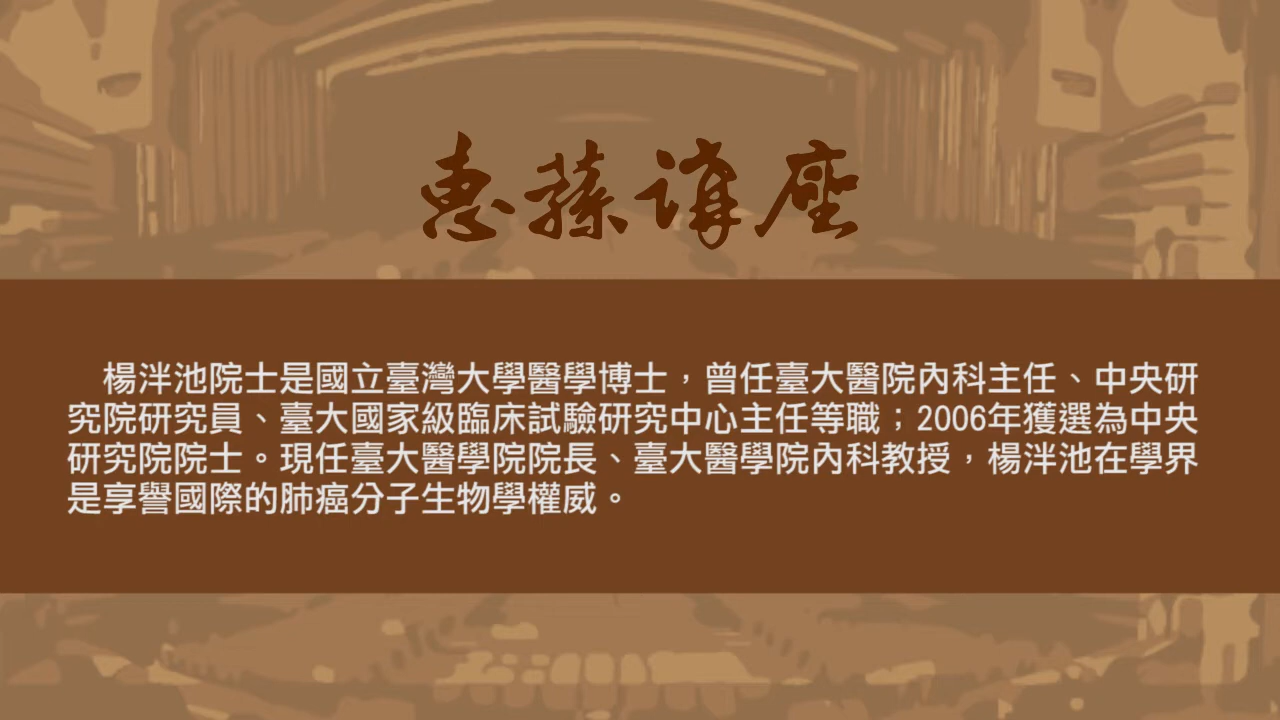 惠蓀講座
楊泮池院士是國立臺灣大學醫學博士，曾任臺大醫院內科主任、中央研
究院研究員、臺大國家級臨床試驗研究中心主任等職；2006年獲選為中央
研究院院士。現任臺大醫學院院長、臺大醫學院內科教授，楊泮池在學界
是享譽國際的肺癌分子生物學權威。